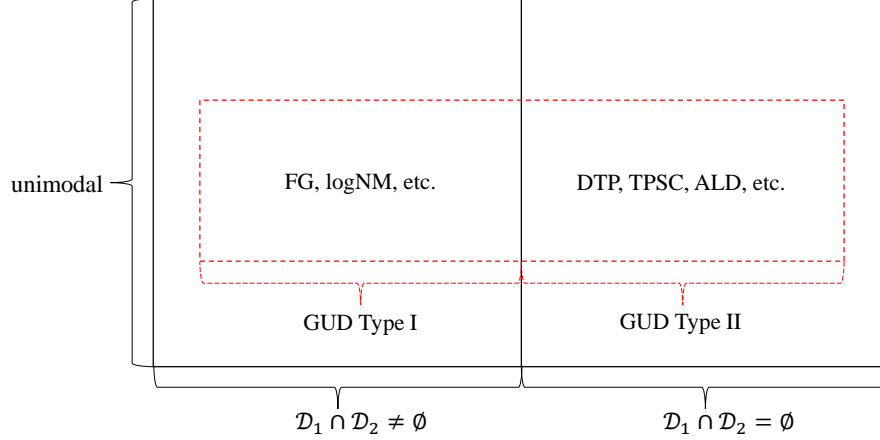 FG, logNM, etc.
DTP, TPSC, ALD, etc.
unimodal
GUD Type I
GUD Type II
𝒟₁ ∩ 𝒟₂ ≠ ∅
𝒟₁ ∩ 𝒟₂ = ∅